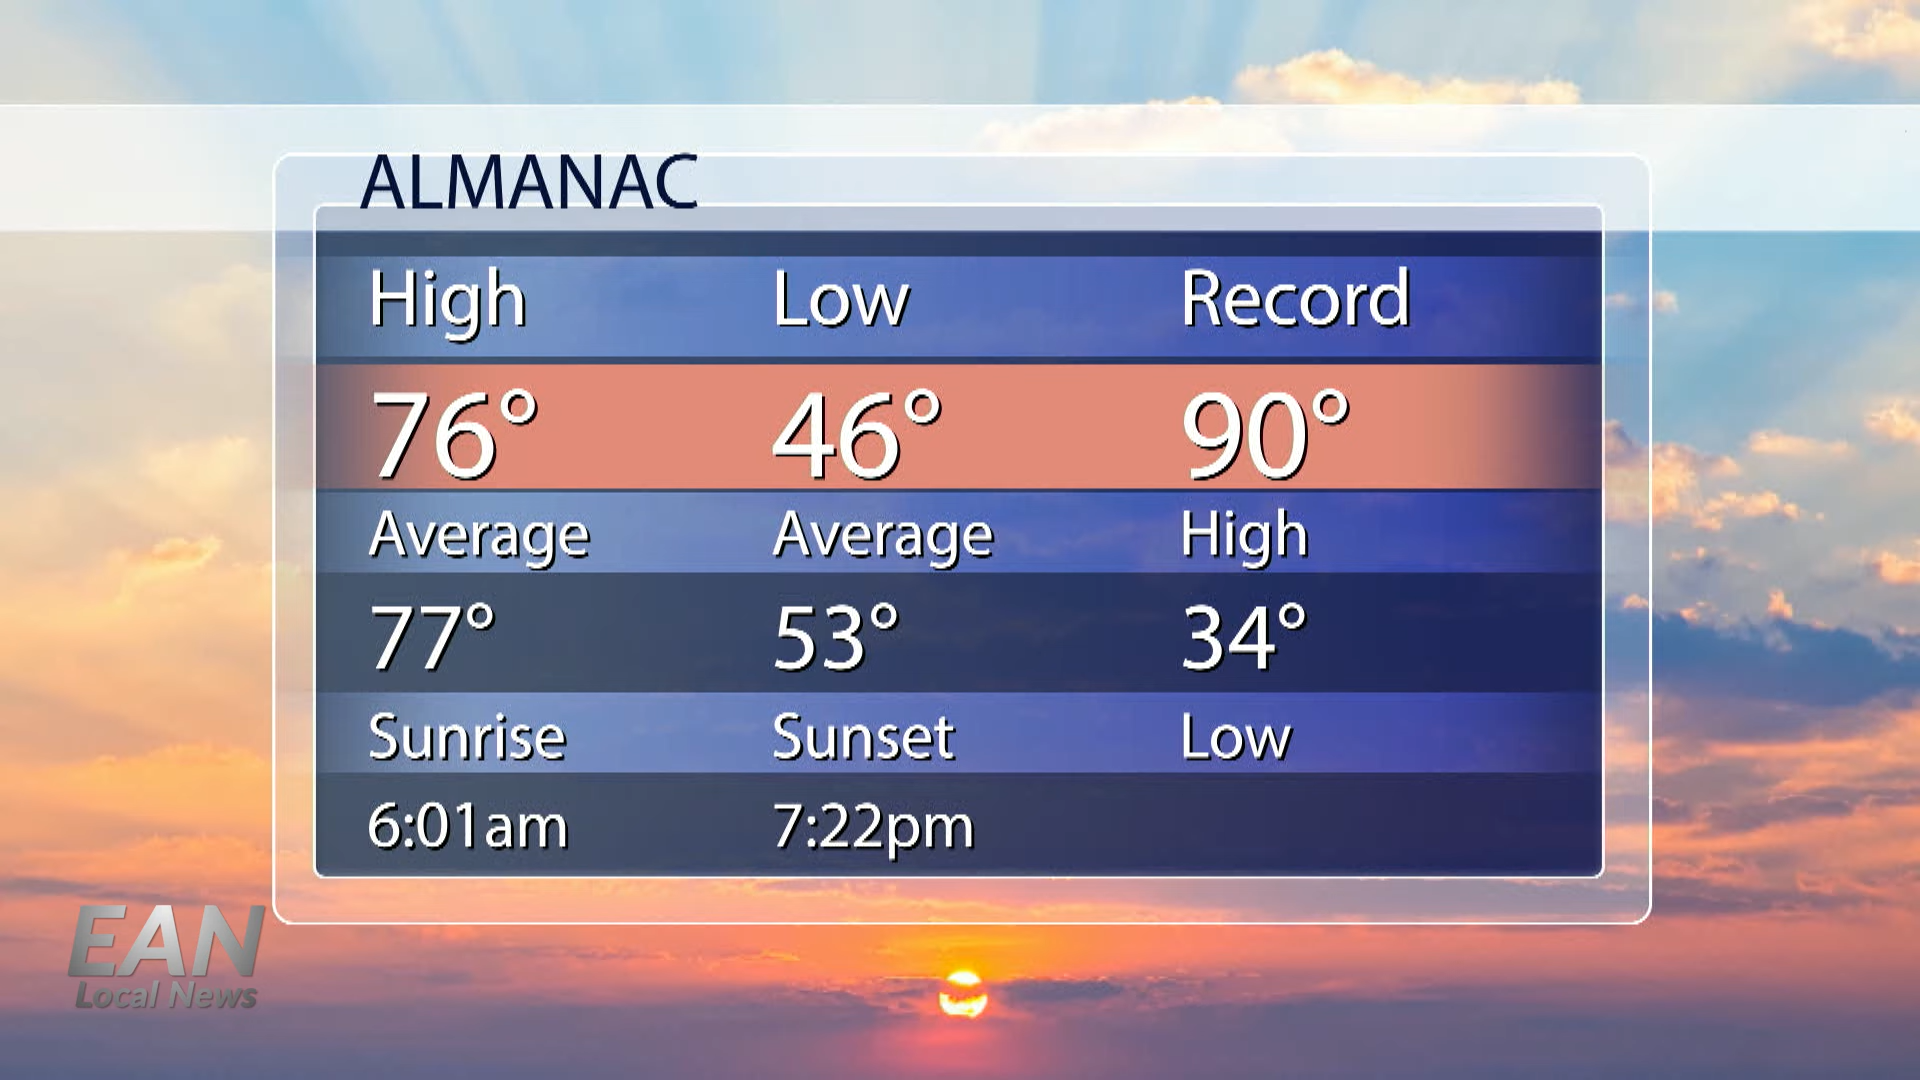 ALMANAC
High Low Record
76° 46° 90°
Average Average High
77° 53° 34°
Sunrise Sunset Low
6:01am 7:22pm
EAN
Local News